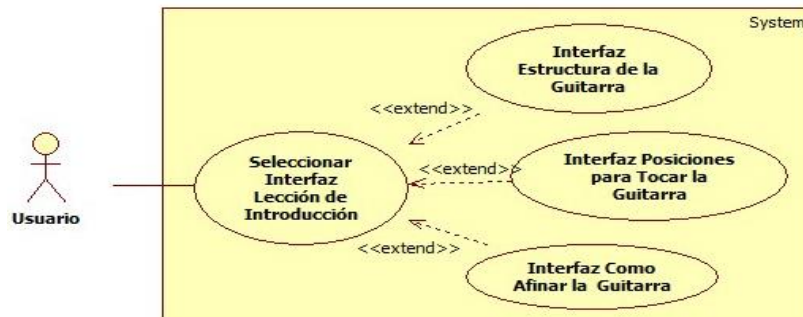 System
Interfaz
Estructura de la
Guitarra
<<extend>>
Seleccionar
Interfaz
Lección de
Introducción
<<extend>>
Interfaz Posiciones
para Tocar la
Guitarra
Usuario
<<extend>>
Interfaz Como
Afinar la Guitarra